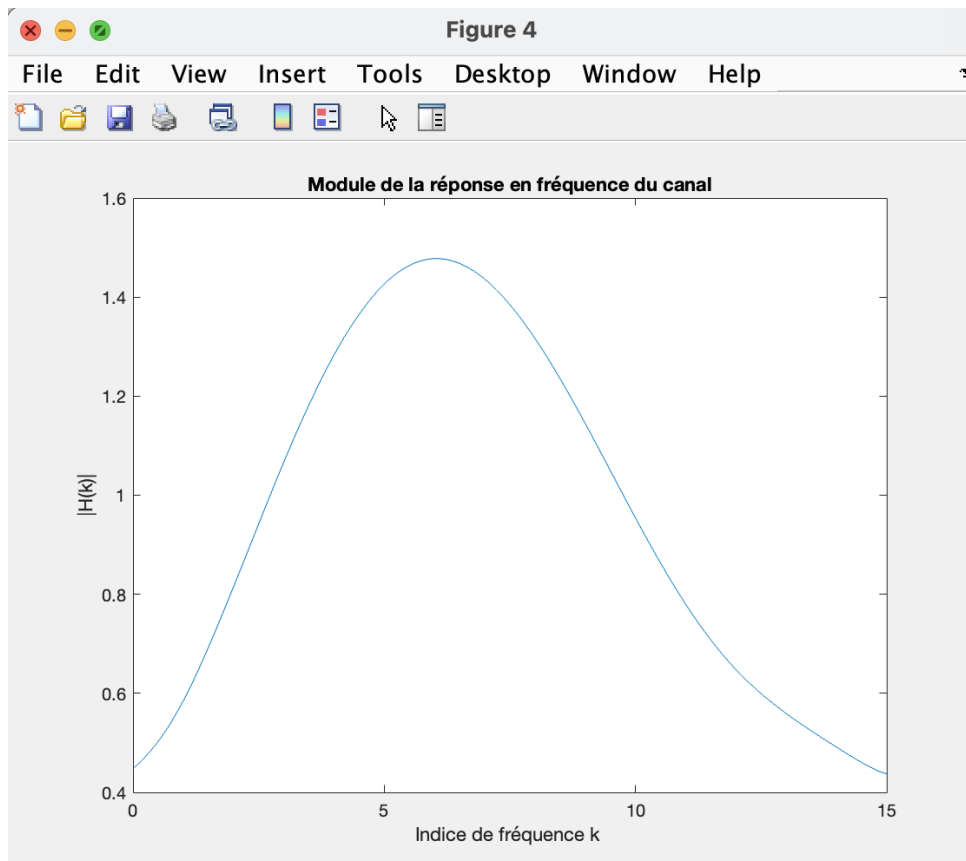 Figure 4
File Edit View Insert Tools Desktop Window Help
Module de la réponse en fréquence du canal
1.6
1.4
1.2
1
0.8
0.6
0.4
|H(k)|
0 5 10 15
Indice de fréquence k